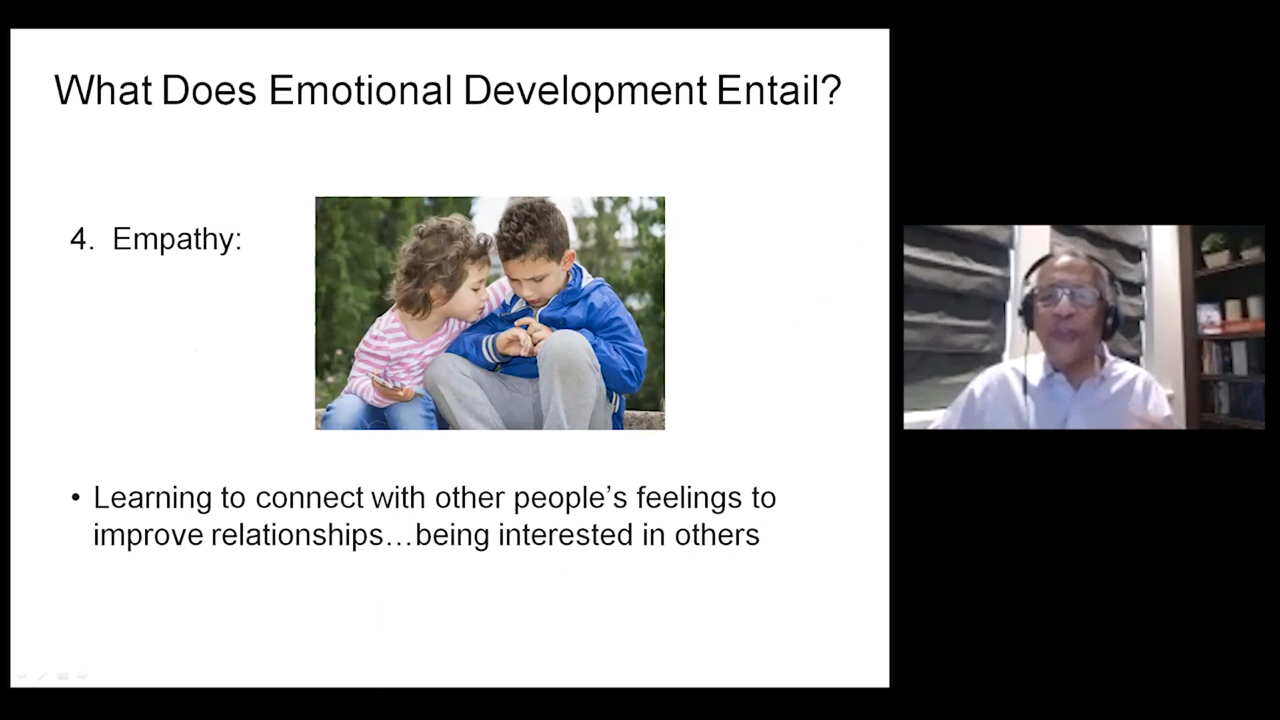 What Does Emotional Development Entail?
4. Empathy:
• Learning to connect with other people’s feelings to
improve relationships…being interested in others